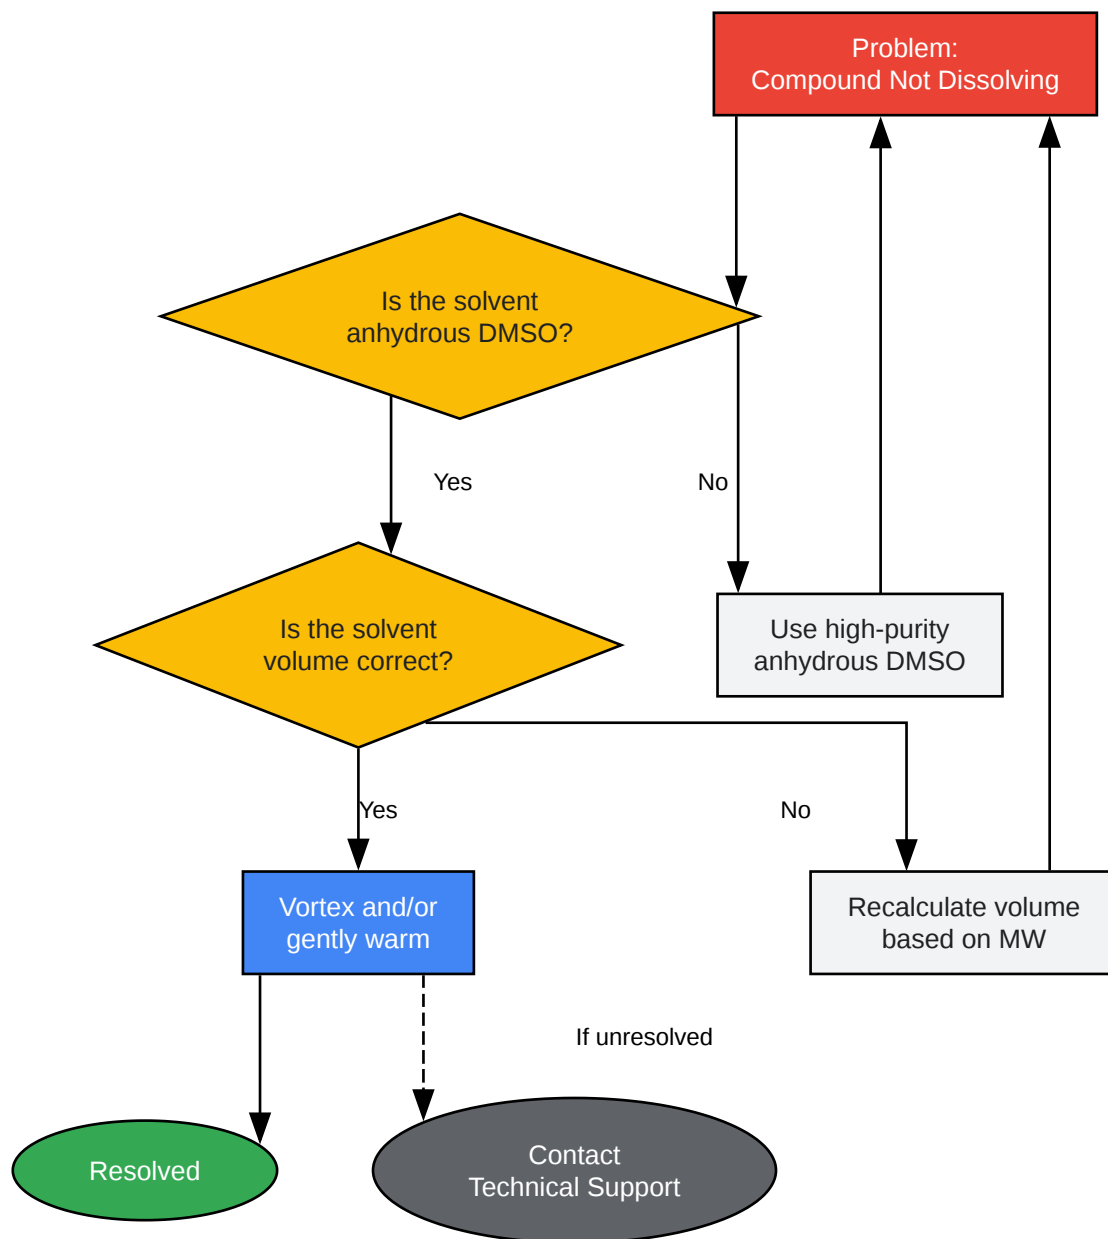 Problem:
Compound Not Dissolving
Is the solvent
anhydrous DMSO?
Yes
No
Is the solvent
volume correct?
Use high-purity
anhydrous DMSO
Yes
No
Vortex and/or
gently warm
Recalculate volume
based on MW
If unresolved
Resolved
Contact
Technical Support